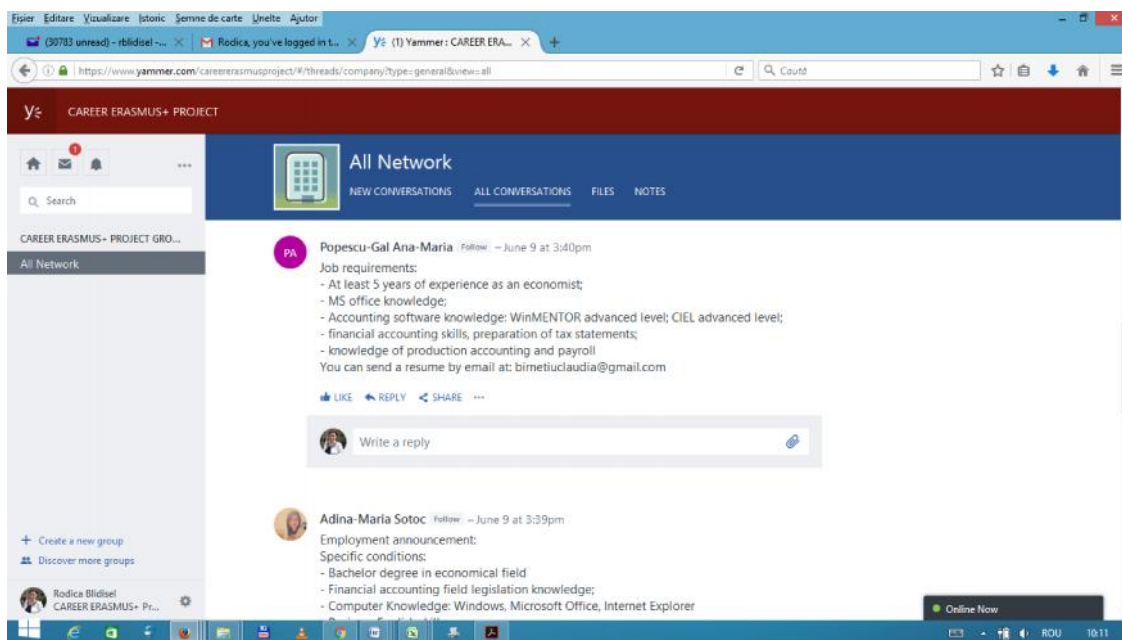 Fișier Editare Vizualizare Istoric Semne de carte Unelte Ajutor
(30783 unread) - rblidisel -...
Rodica, you've logged in t...
(1) Yammer : CAREER ERA...
https://www.yammer.com/careererasmusproject/#/threads/company?type=general&view=all
Caută
CAREER ERASMUS+ PROJECT
1
Search
CAREER ERASMUS+ PROJECT GRO...
All Network
All Network
NEW CONVERSATIONS ALL CONVERSATIONS FILES NOTES
PA
Popescu-Gal Ana-Maria Follow – June 9 at 3:40pm
Job requirements:
- At least 5 years of experience as an economist;
- MS office knowledge;
- Accounting software knowledge: WinMENTOR advanced level; CIEL advanced level;
- financial accounting skills, preparation of tax statements;
- knowledge of production accounting and payroll
You can send a resume by email at: birnetiuclaudia@gmail.com
LIKE REPLY SHARE ...
Write a reply
Adina-Maria Sotoc Follow – June 9 at 3:39pm
Employment announcement:
Specific conditions:
- Bachelor degree in economical field
- Financial accounting field legislation knowledge;
- Computer Knowledge: Windows, Microsoft Office, Internet Explorer
+ Create a new group
Discover more groups
Rodica Blidisel
CAREER ERASMUS+ Pr...
Online Now
ROU 10:11